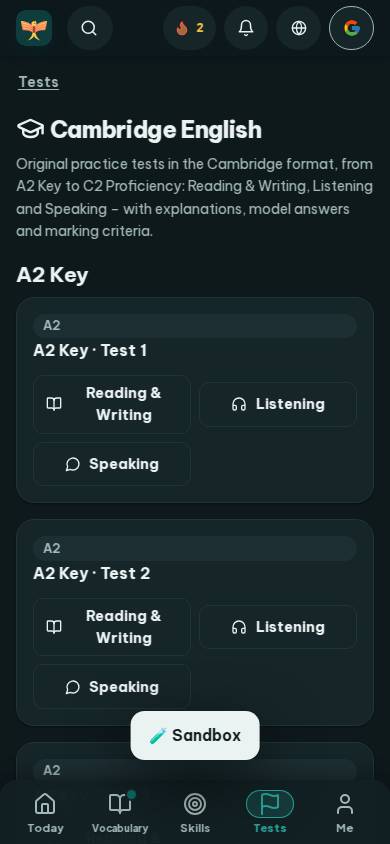 2
Tests
Cambridge English
Original practice tests in the Cambridge format, from
A2 Key to C2 Proficiency: Reading & Writing, Listening
and Speaking – with explanations, model answers
and marking criteria.
A2 Key
A2
A2 Key · Test 1
Reading &
Writing
Listening
Speaking
A2
A2 Key · Test 2
Reading &
Writing
Listening
Speaking
Sandbox
A2
Today
Vocabulary
Skills
Tests
Me